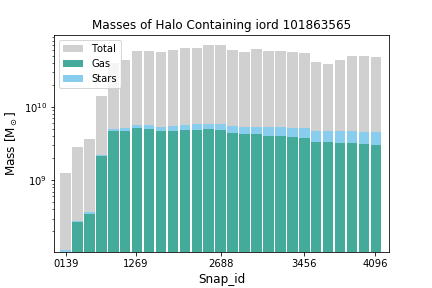 Masses of Halo Containing iord 101863565
Total
Gas
Stars
Mass [M⊙]
10¹⁰
10⁹
0139
1269
2688
3456
4096
Snap_id